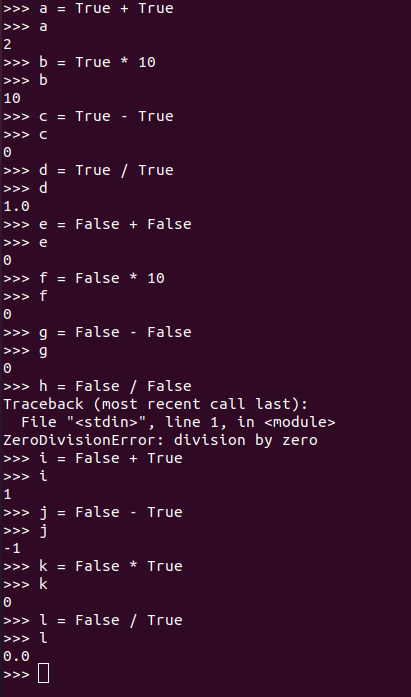 >>> a = True + True
>>> a
2
>>> b = True * 10
>>> b
10
>>> c = True - True
>>> c
0
>>> d = True / True
>>> d
1.0
>>> e = False + False
>>> e
0
>>> f = False * 10
>>> f
0
>>> g = False - False
>>> g
0
>>> h = False / False
Traceback (most recent call last):
  File "<stdin>", line 1, in <module>
ZeroDivisionError: division by zero
>>> i = False + True
>>> i
1
>>> j = False - True
>>> j
-1
>>> k = False * True
>>> k
0
>>> l = False / True
>>> l
0.0
>>>